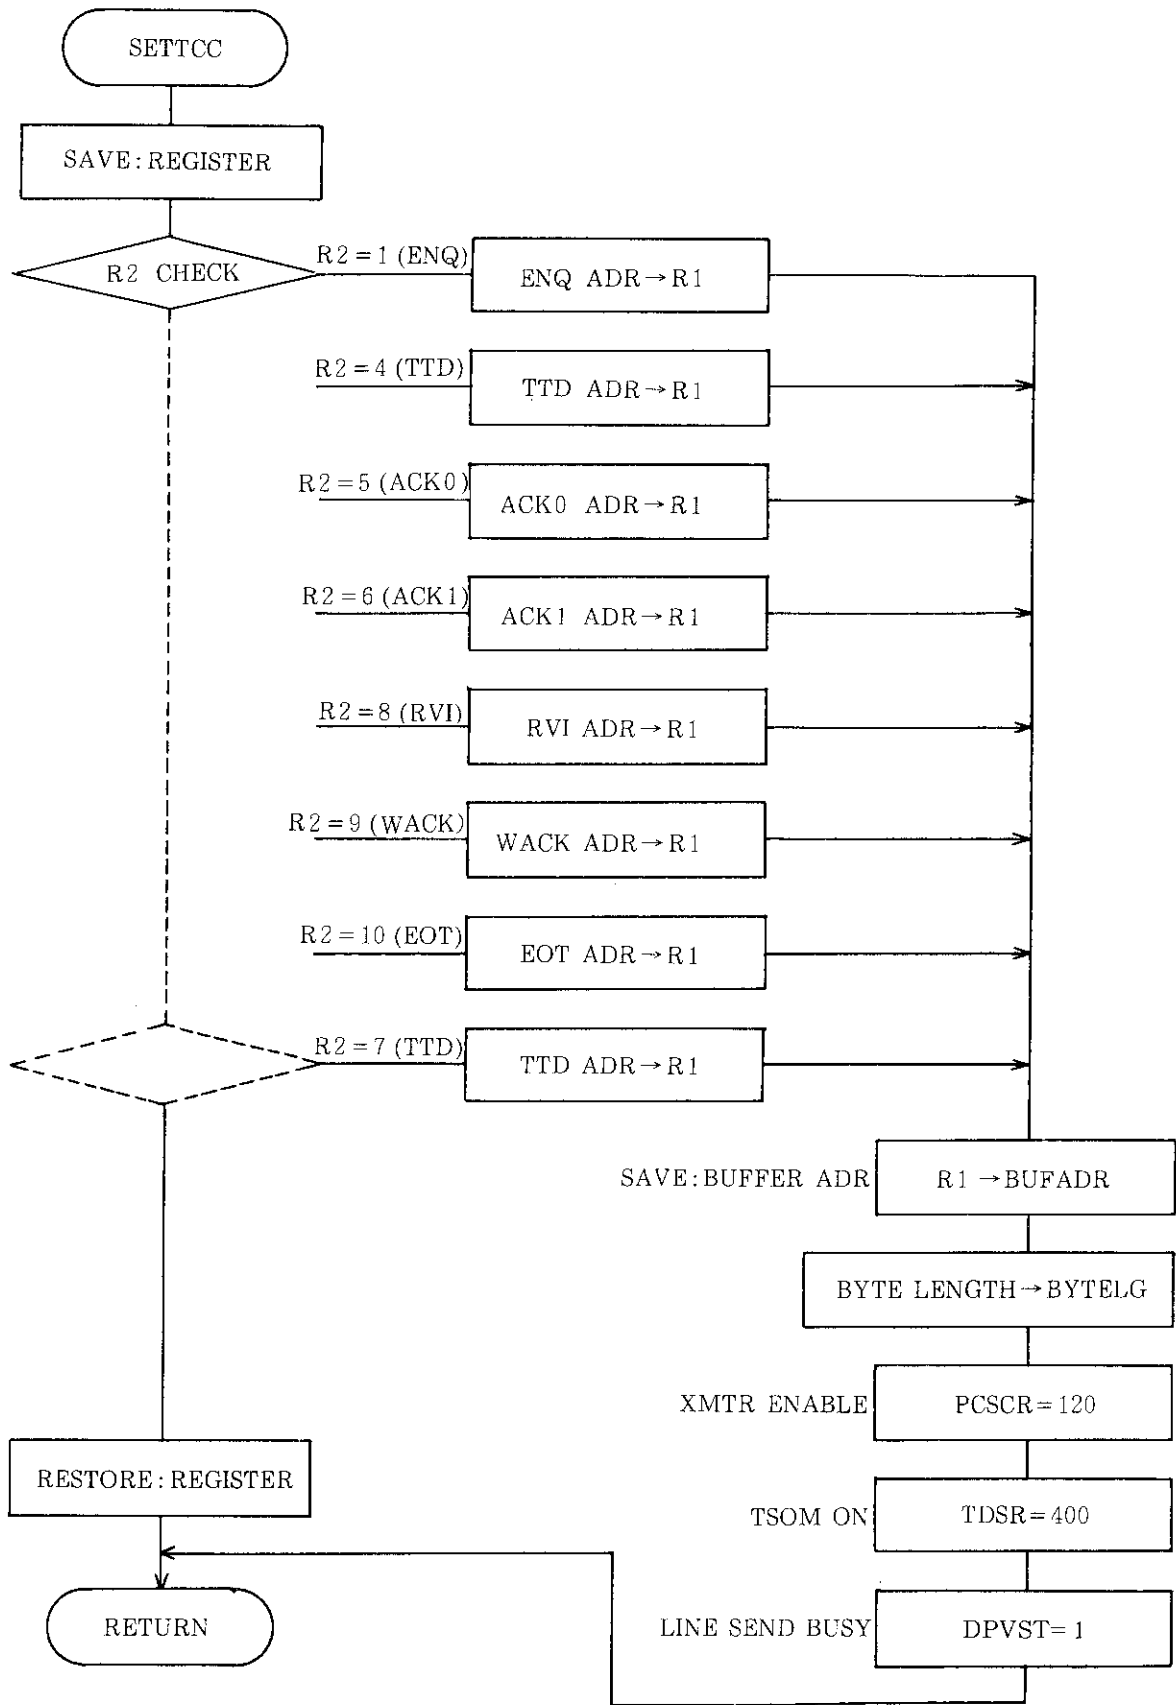 SETTCC
SAVE:REGISTER
R2 CHECK
R2=1 (ENQ)
ENQ ADR→R1
R2=4 (TTD)
TTD ADR→R1
R2=5 (ACK0)
ACK0 ADR→R1
R2=6 (ACK1)
ACK1 ADR→R1
R2=8 (RVI)
RVI ADR→R1
R2=9 (WACK)
WACK ADR→R1
R2=10 (EOT)
EOT ADR→R1
R2=7 (TTD)
TTD ADR→R1
SAVE:BUFFER ADR
R1→BUFADR
BYTE LENGTH→BYTELG
XMTR ENABLE
PCSCR=120
RESTORE:REGISTER
TSOM ON
TDSR=400
RETURN
LINE SEND BUSY
DPVST=1